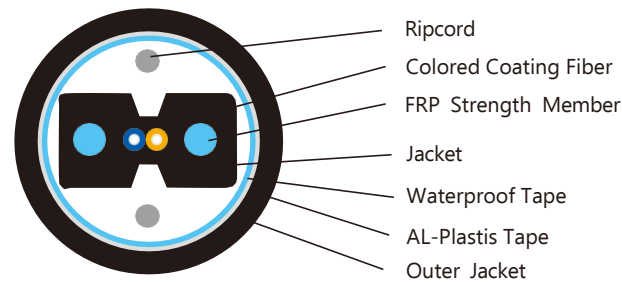 Ripcord
Colored Coating Fiber
FRP Strength Member
Jacket
Waterproof Tape
AL-Plastis Tape
Outer Jacket